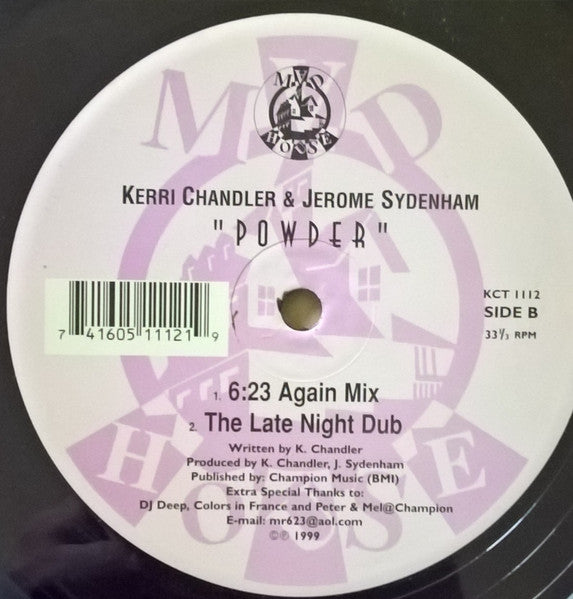 MAD
HOUSE
MAD
HOUSE
KERRI CHANDLER & JEROME SYDENHAM
"POWDER"
KCT 1112
SIDE B
33⅓ RPM
7 41605 11121 9
1. 6:23 Again Mix
2. The Late Night Dub
Written by K. Chandler
Produced by K. Chandler, J. Sydenham
Published by: Champion Music (BMI)
Extra Special Thanks to:
DJ Deep, Colors in France and Peter & Mel@Champion
E-mail: mr623@aol.com
©℗ 1999